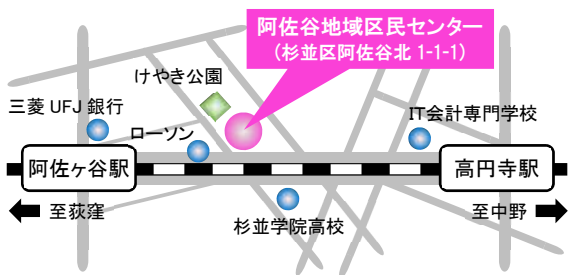 阿佐谷地域区民センター
(杉並区阿佐谷北 1-1-1)
けやき公園
三菱 UFJ 銀行
ローソン
IT会計専門学校
阿佐ヶ谷駅
高円寺駅
至荻窪
杉並学院高校
至中野